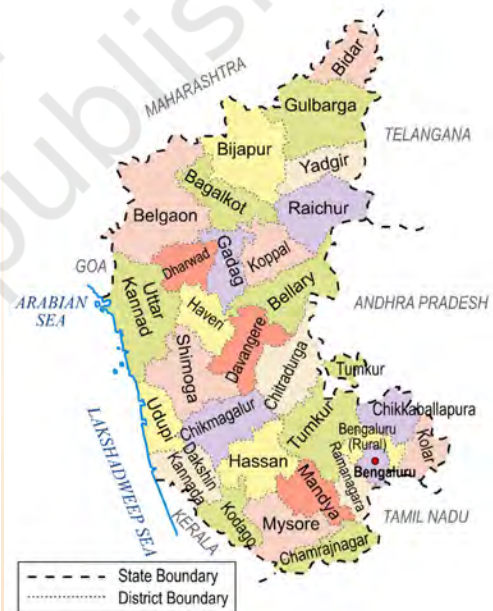 publish
MAHARASHTRA
Bidar
Gulbarga
TELANGANA
Bijapur
Yadgir
Bagalkot
Belgaon
Raichur
GOA
Dharwad
Gadag
Koppal
ARABIAN
SEA
Uttar
Kannad
Haveri
Bellary
ANDHRA PRADESH
Shimoga
Davangere
Chitradurga
Tumkur
Udupi
Chikmagalur
Tumkur
Chikkaballapura
Bengaluru
(Rural)
Kolar
LAKSHADWEEP SEA
Dakshin
Kannada
Hassan
Ramanagara
Bengaluru
Mandya
KERALA
Kodago
Mysore
TAMIL NADU
Chamrajnagar
State Boundary
District Boundary